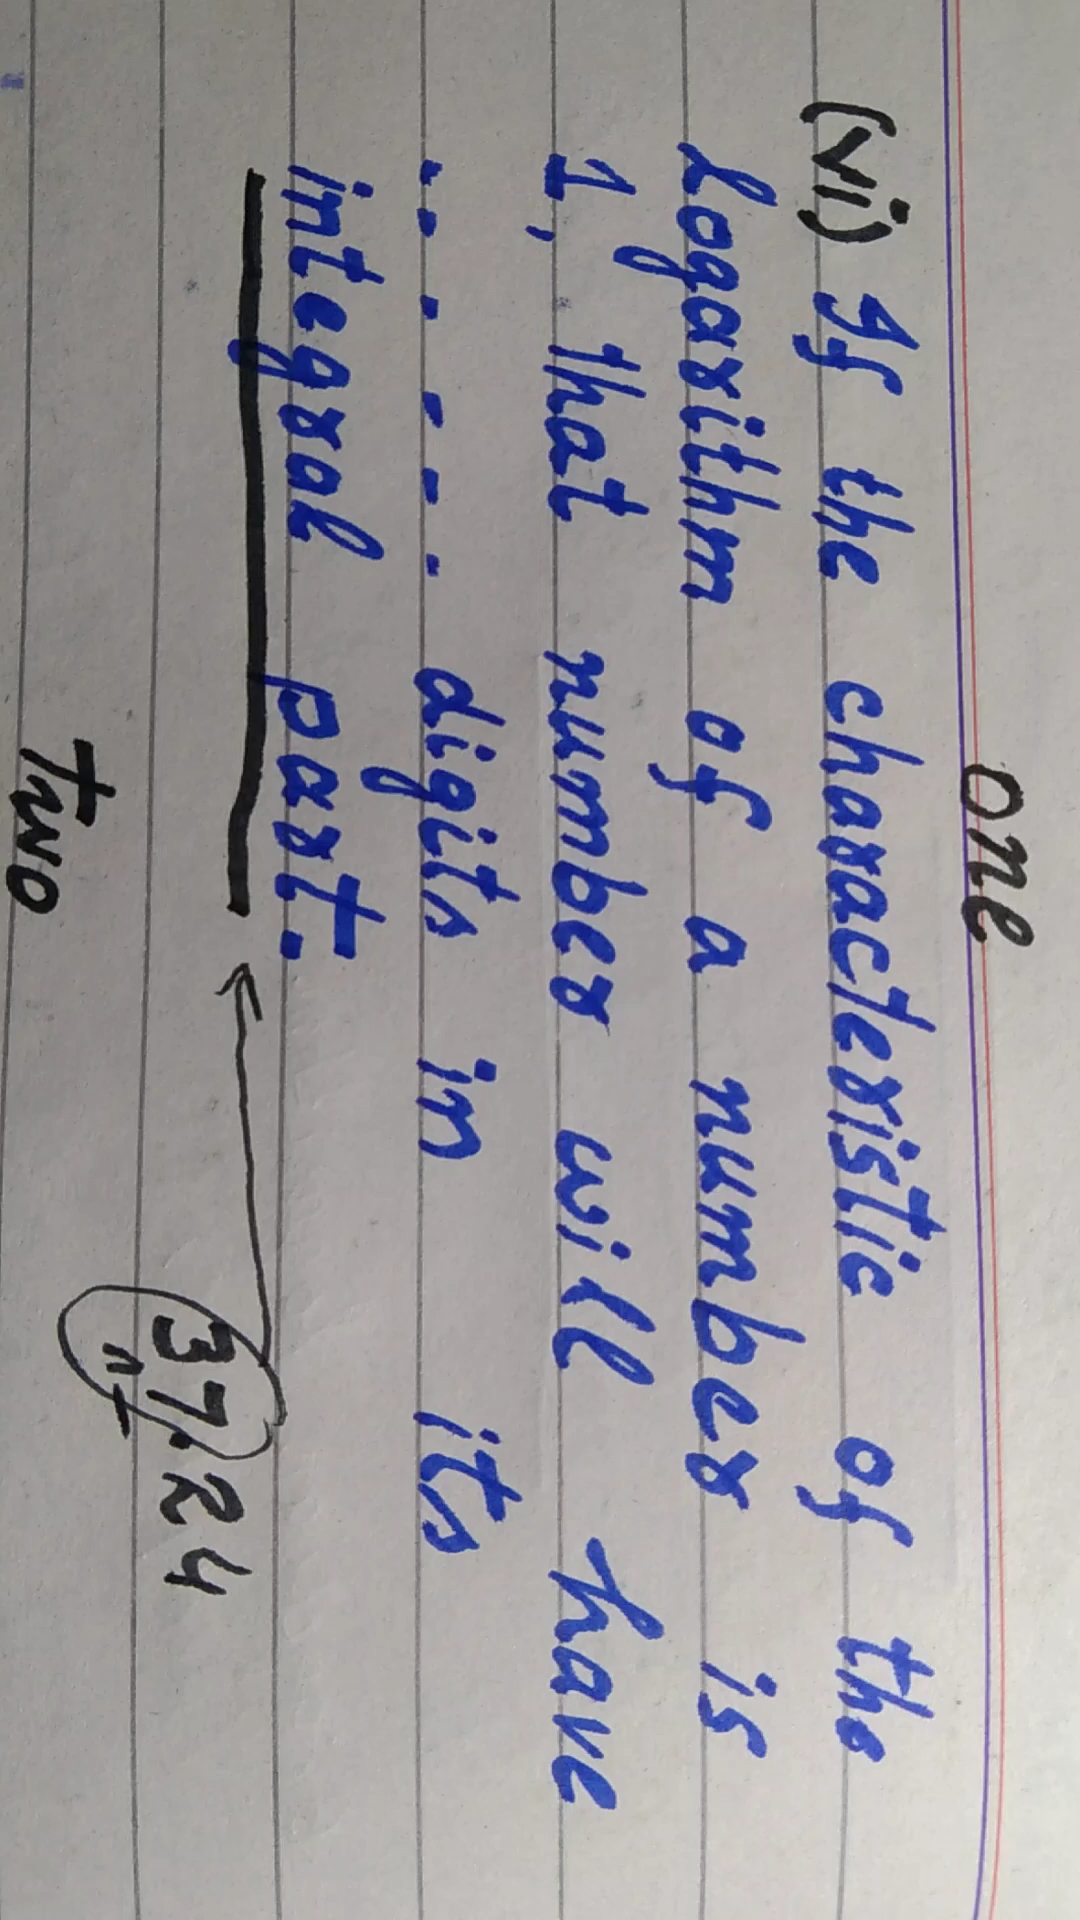 one
(vi) If the characteristic of the
logarithm of a number is
1, that number will have
...... digits in its
integral part.
37.24
Two